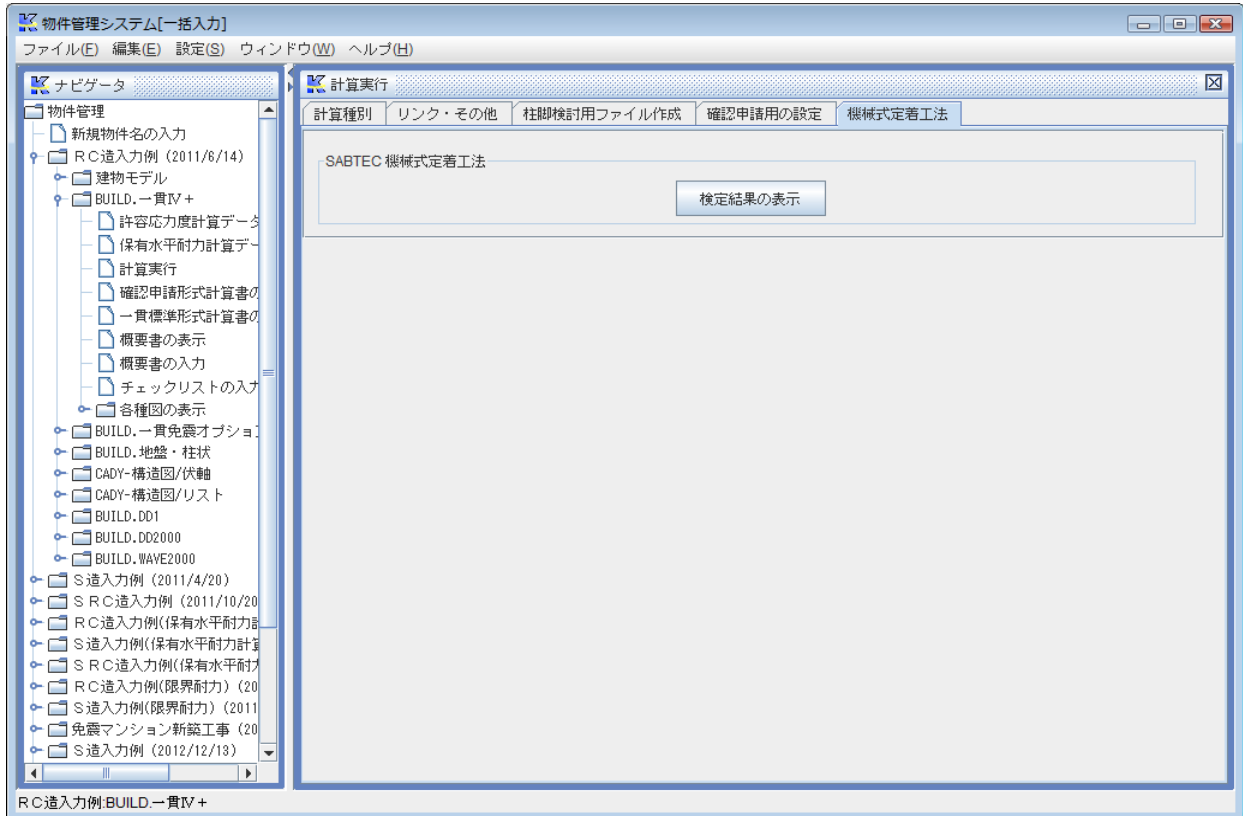 物件管理システム[一括入力]
ファイル(F) 編集(E) 設定(S) ウィンドウ(W) ヘルプ(H)
ナビゲータ
物件管理
新規物件名の入力
ＲＣ造入力例 (2011/6/14)
建物モデル
BUILD.一貫Ⅳ+
許容応力度計算データ
保有水平耐力計算デー
計算実行
確認申請形式計算書の
一貫標準形式計算書の
概要書の表示
概要書の入力
チェックリストの入力
各種図の表示
BUILD.一貫免震オプション
BUILD.地盤・柱状
CADY-構造図/伏軸
CADY-構造図/リスト
BUILD.DD1
BUILD.DD2000
BUILD.WAVE2000
Ｓ造入力例 (2011/4/20)
ＳＲＣ造入力例 (2011/10/20
ＲＣ造入力例(保有水平耐力計
Ｓ造入力例(保有水平耐力計算
ＳＲＣ造入力例(保有水平耐力
ＲＣ造入力例(限界耐力) (20
Ｓ造入力例(限界耐力) (2011
免震マンション新築工事 (20
Ｓ造入力例 (2012/12/13)
計算実行
計算種別 リンク・その他 柱脚検討用ファイル作成 確認申請用の設定 機械式定着工法
SABTEC 機械式定着工法
検定結果の表示
ＲＣ造入力例:BUILD.一貫Ⅳ+